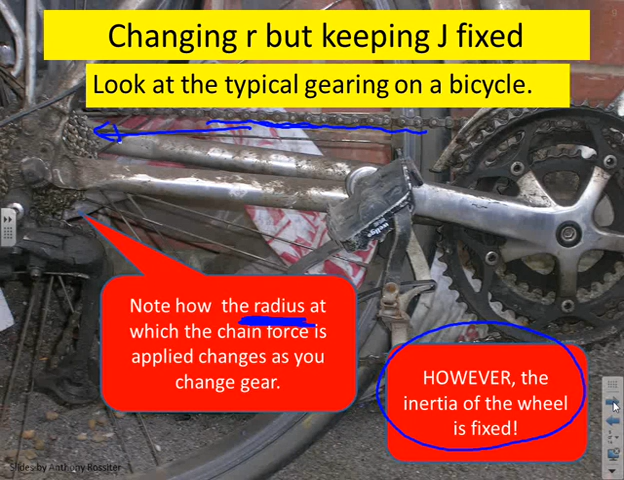 Changing r but keeping J fixed
Look at the typical gearing on a bicycle.
wellgo
Note how the radius at
which the chain force is
applied changes as you
change gear.
HOWEVER, the
inertia of the wheel
is fixed!
Slides by Anthony Rossiter